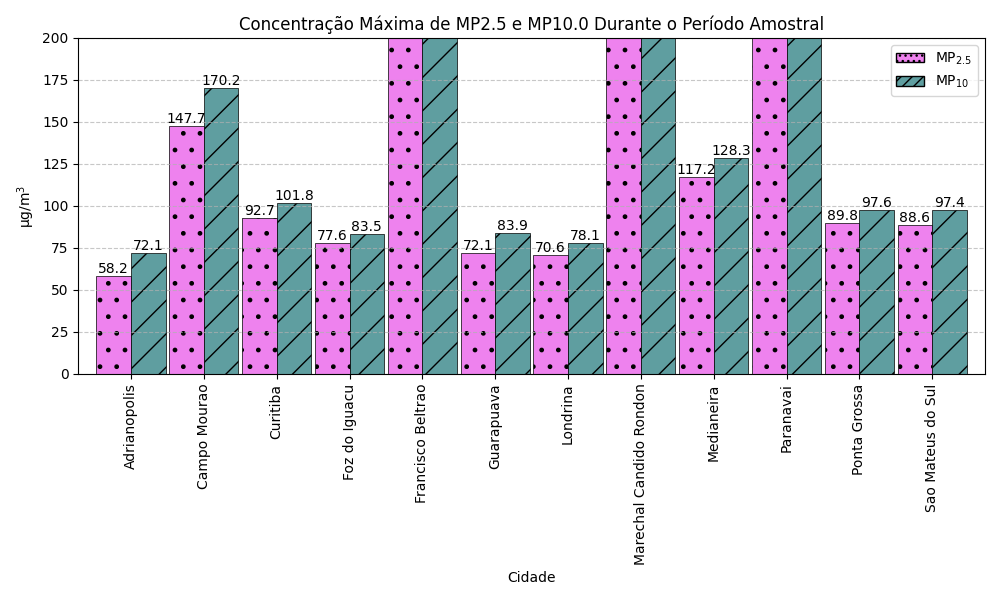 Concentração Máxima de MP2.5 e MP10.0 Durante o Período Amostral
MP2.5
MP10
µg/m³
200
175
150
125
100
75
50
25
0
58.2
72.1
147.7
170.2
92.7
101.8
77.6
83.5
72.1
83.9
70.6
78.1
117.2
128.3
89.8
97.6
88.6
97.4
Adrianopolis
Campo Mourao
Curitiba
Foz do Iguacu
Francisco Beltrao
Guarapuava
Londrina
Marechal Candido Rondon
Medianeira
Paranavai
Ponta Grossa
Sao Mateus do Sul
Cidade